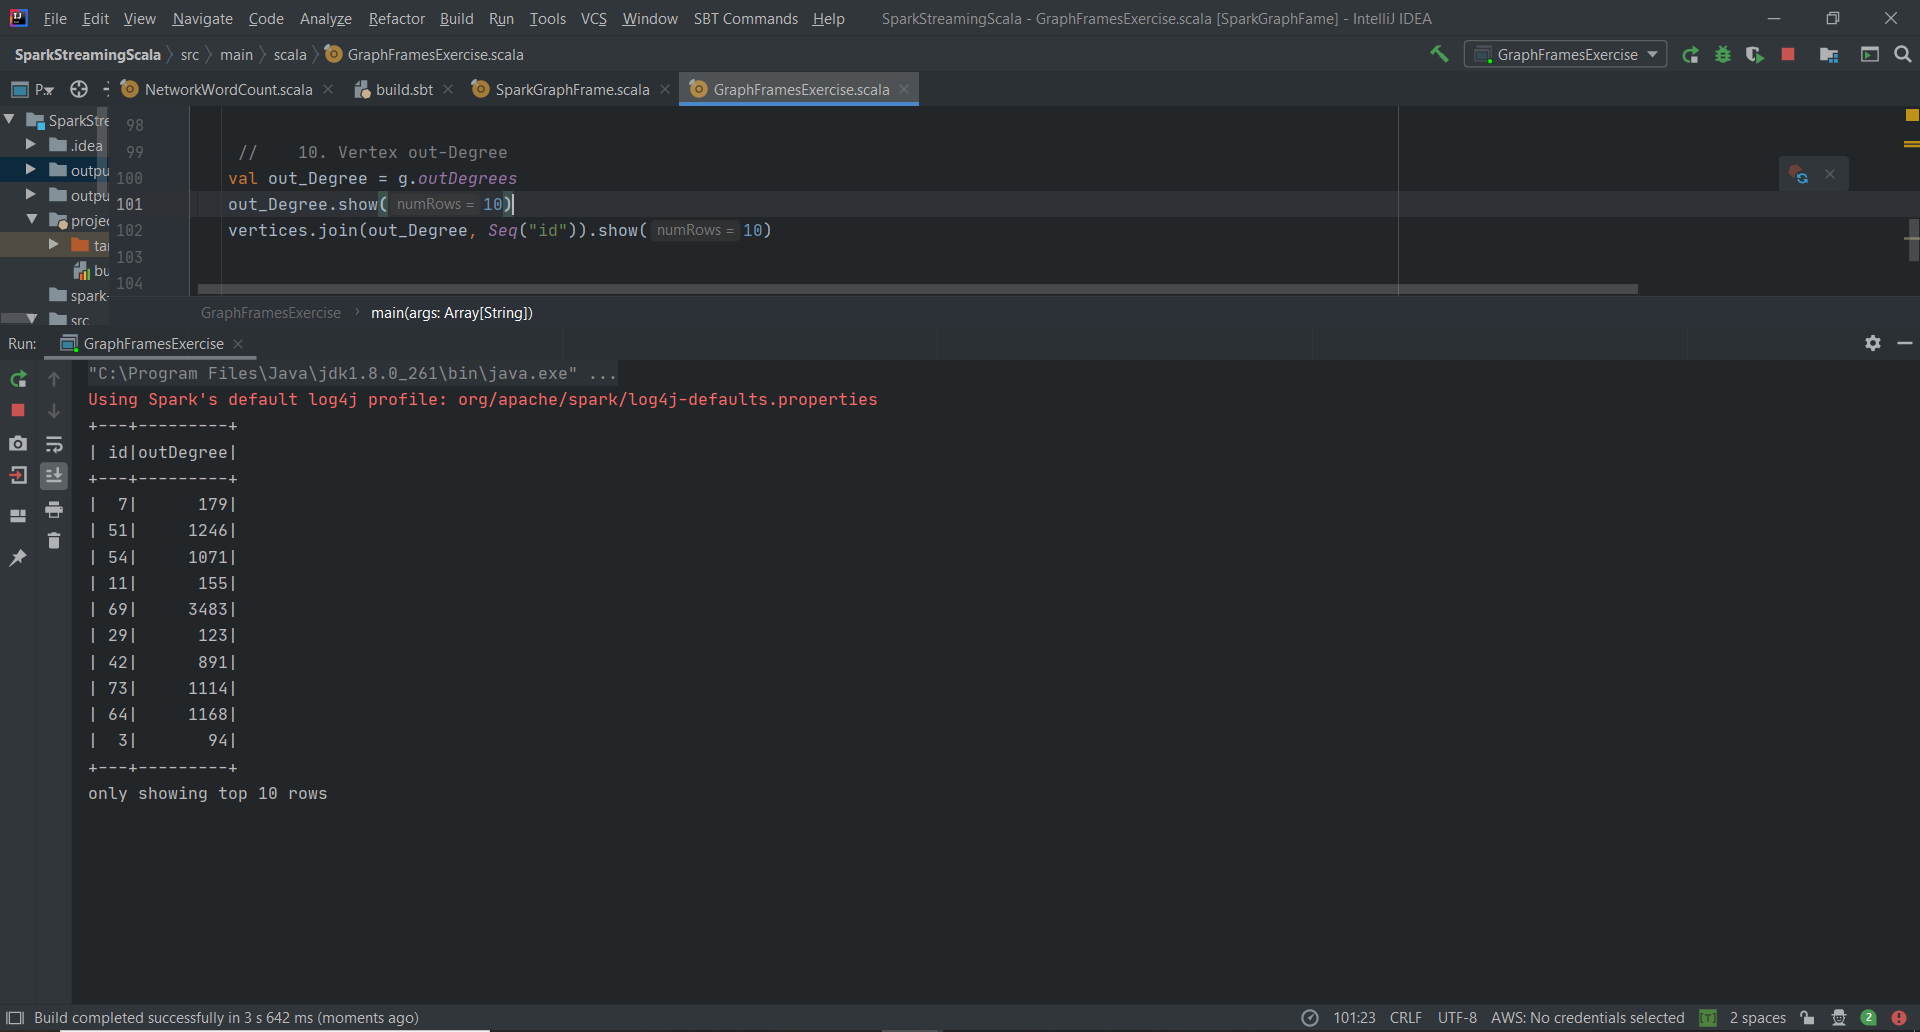 File Edit View Navigate Code Analyze Refactor Build Run Tools VCS Window SBT Commands Help SparkStreamingScala - GraphFramesExercise.scala [SparkGraphFame] - IntelliJ IDEA
SparkStreamingScala src main scala GraphFramesExercise.scala GraphFramesExercise
P... NetworkWordCount.scala build.sbt SparkGraphFrame.scala GraphFramesExercise.scala
SparkStre
.idea
outpu
outpu
projec
tar
bu
spark-
src
98
99 // 10. Vertex out-Degree
100 val out_Degree = g.outDegrees
101 out_Degree.show( numRows = 10)
102 vertices.join(out_Degree, Seq("id")).show( numRows = 10)
103
104
GraphFramesExercise › main(args: Array[String])
Run: GraphFramesExercise
"C:\Program Files\Java\jdk1.8.0_261\bin\java.exe" ...
Using Spark's default log4j profile: org/apache/spark/log4j-defaults.properties
+---+---------+
| id|outDegree|
+---+---------+
|  7|      179|
| 51|     1246|
| 54|     1071|
| 11|      155|
| 69|     3483|
| 29|      123|
| 42|      891|
| 73|     1114|
| 64|     1168|
|  3|       94|
+---+---------+
only showing top 10 rows
Build completed successfully in 3 s 642 ms (moments ago) 101:23 CRLF UTF-8 AWS: No credentials selected [T] 2 spaces 2